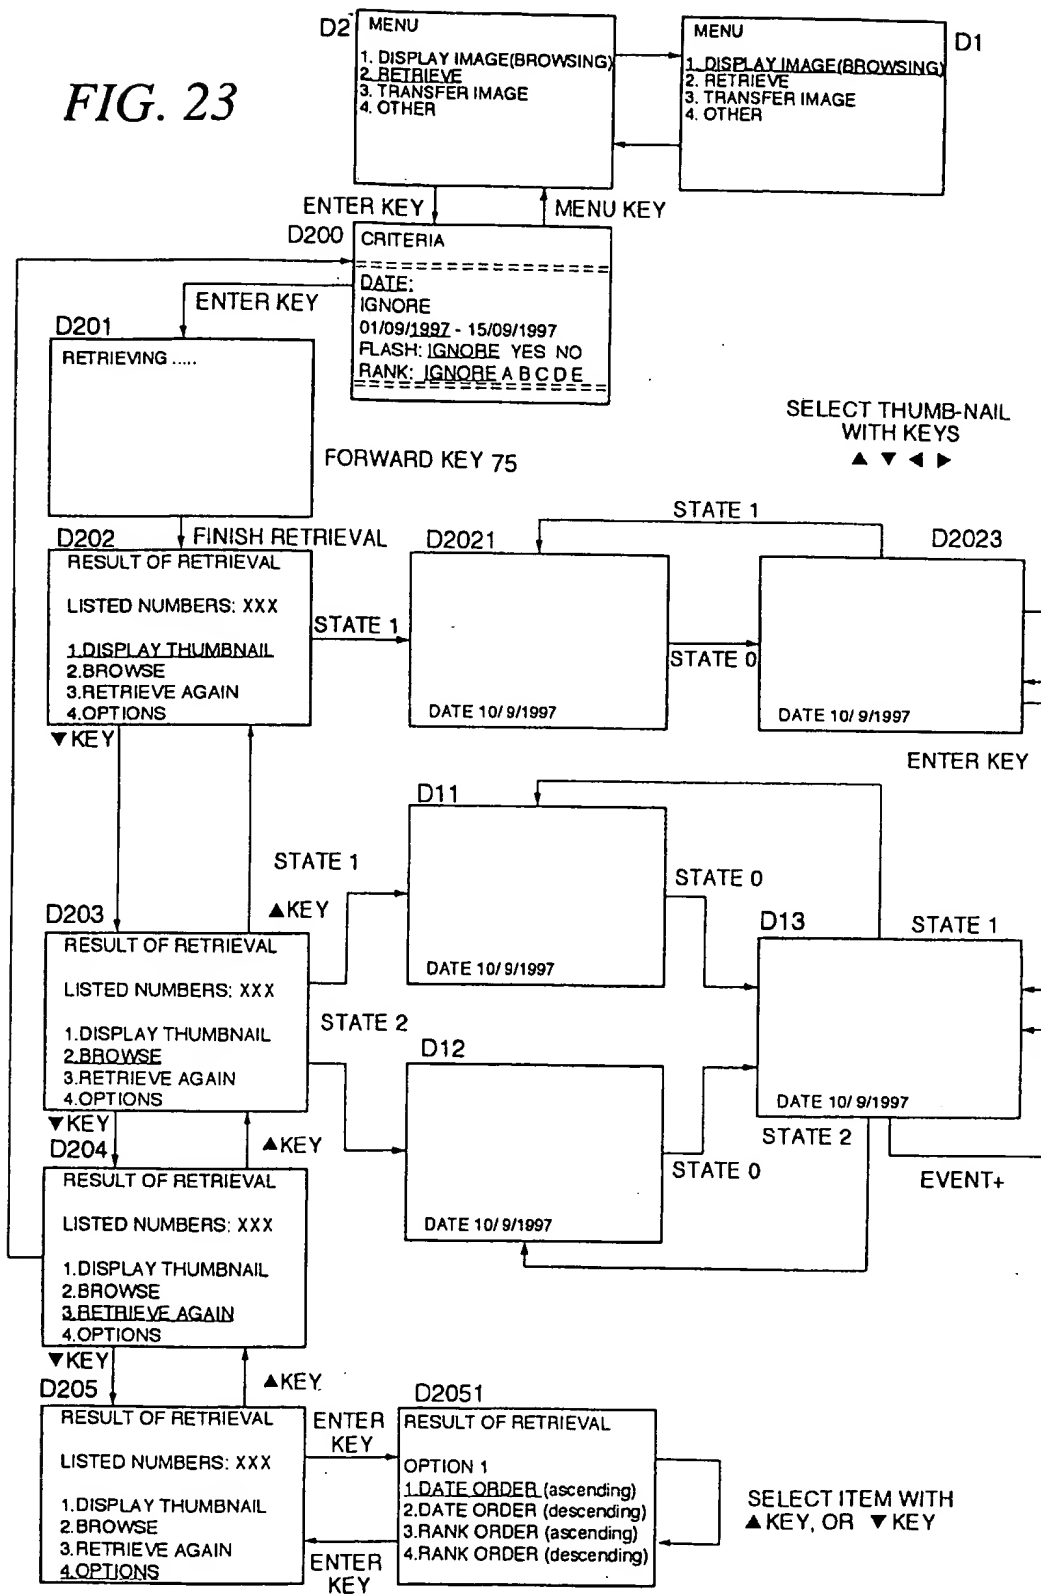 FIG. 23
D2
MENU
1. DISPLAY IMAGE(BROWSING)
2. RETRIEVE
3. TRANSFER IMAGE
4. OTHER
D1
MENU
1. DISPLAY IMAGE(BROWSING)
2. RETRIEVE
3. TRANSFER IMAGE
4. OTHER
ENTER KEY
MENU KEY
D200
CRITERIA
DATE:
IGNORE
01/09/1997 - 15/09/1997
FLASH: IGNORE YES NO
RANK: IGNORE A B C D E
ENTER KEY
D201
RETRIEVING .....
FORWARD KEY 75
SELECT THUMB-NAIL
WITH KEYS
▲ ▼ ◀ ▶
FINISH RETRIEVAL
D202
RESULT OF RETRIEVAL
LISTED NUMBERS: XXX
1.DISPLAY THUMBNAIL
2.BROWSE
3.RETRIEVE AGAIN
4.OPTIONS
▼KEY
STATE 1
D2021
DATE 10/ 9/1997
STATE 0
STATE 1
D2023
DATE 10/ 9/1997
ENTER KEY
STATE 1
▲KEY
D11
DATE 10/ 9/1997
STATE 0
D203
RESULT OF RETRIEVAL
LISTED NUMBERS: XXX
1.DISPLAY THUMBNAIL
2.BROWSE
3.RETRIEVE AGAIN
4.OPTIONS
▼KEY
STATE 2
D12
DATE 10/ 9/1997
STATE 0
D13
STATE 1
DATE 10/ 9/1997
STATE 2
EVENT+
D204
▲KEY
RESULT OF RETRIEVAL
LISTED NUMBERS: XXX
1.DISPLAY THUMBNAIL
2.BROWSE
3.RETRIEVE AGAIN
4.OPTIONS
▼KEY
▲KEY
D205
RESULT OF RETRIEVAL
LISTED NUMBERS: XXX
1.DISPLAY THUMBNAIL
2.BROWSE
3.RETRIEVE AGAIN
4.OPTIONS
ENTER
KEY
ENTER
KEY
D2051
RESULT OF RETRIEVAL
OPTION 1
1.DATE ORDER (ascending)
2.DATE ORDER (descending)
3.RANK ORDER (ascending)
4.RANK ORDER (descending)
SELECT ITEM WITH
▲KEY, OR ▼KEY